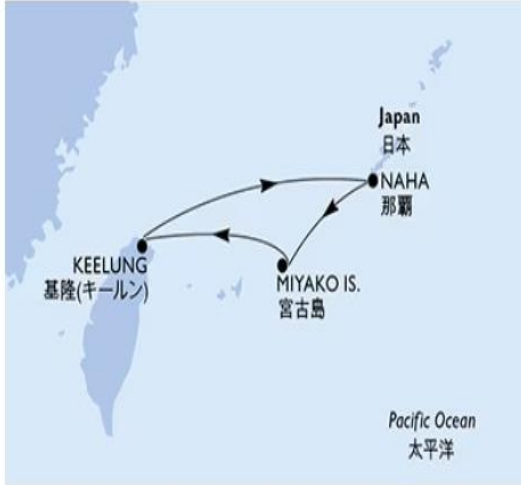 Japan
日本
NAHA
那覇
KEELUNG
基隆(キールン)
MIYAKO IS.
宮古島
Pacific Ocean
太平洋